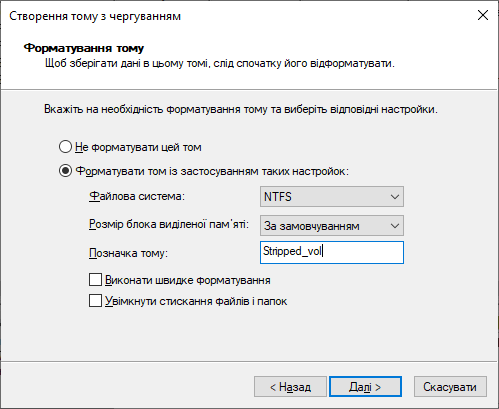 Створення тому з чергуванням
Форматування тому
Щоб зберігати дані в цьому томі, слід спочатку його відформатувати.
Вкажіть на необхідність форматування тому та виберіть відповідні настройки.
Не форматувати цей том
Форматувати том із застосуванням таких настройок:
Файлова система: NTFS
Розмір блока виділеної пам'яті: За замовчуванням
Позначка тому: Stripped_vol
Виконати швидке форматування
Увімкнути стискання файлів і папок
< Назад Далі > Скасувати